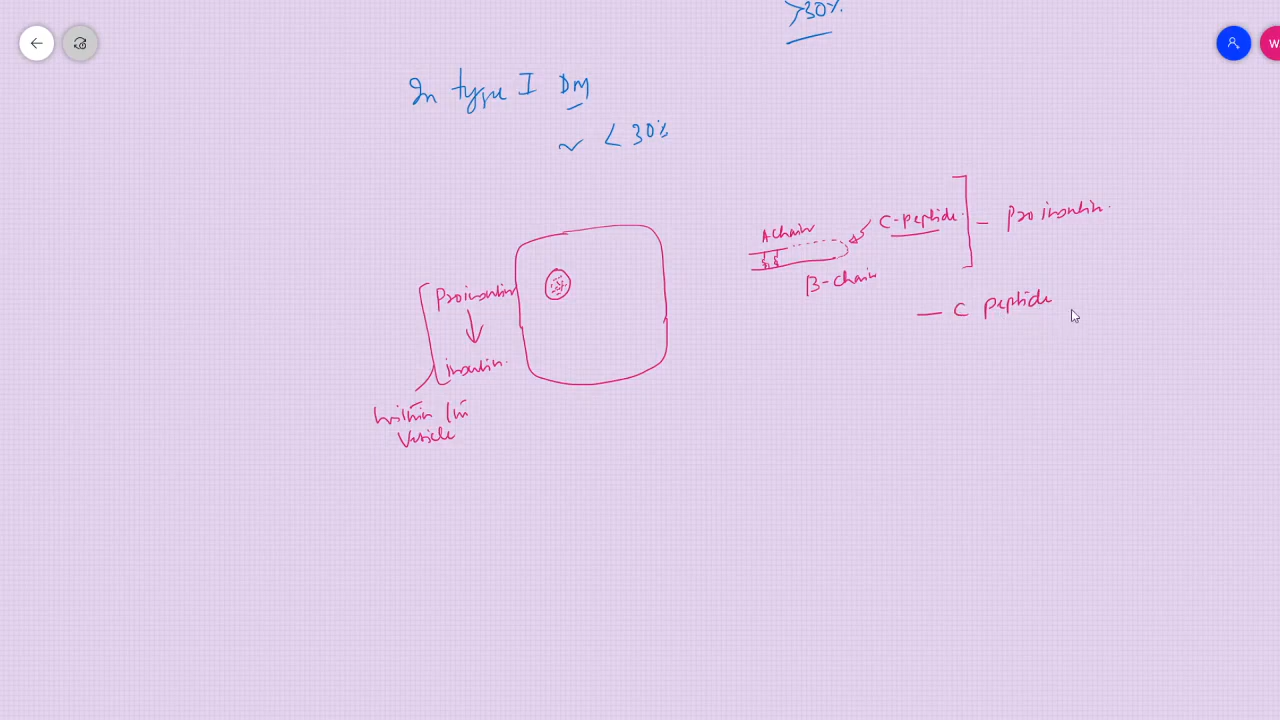 >30%.
In type I DM
~ <30%
A chain
C-peptide.
- Proinsulin.
B-chain
Proinsulin
— C peptide
insulin.
within the
vesicle
W